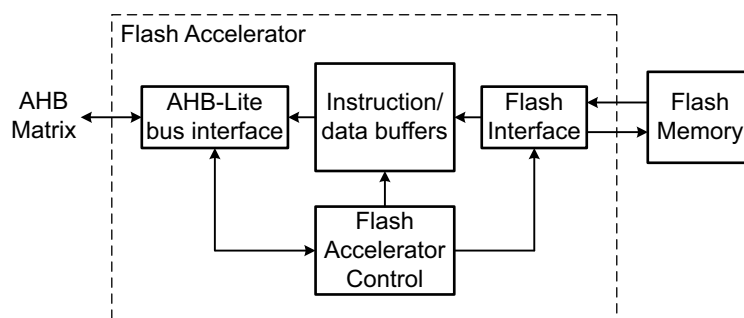 Flash Accelerator
AHB
Matrix
AHB-Lite
bus interface
Instruction/
data buffers
Flash
Interface
Flash
Memory
Flash
Accelerator
Control